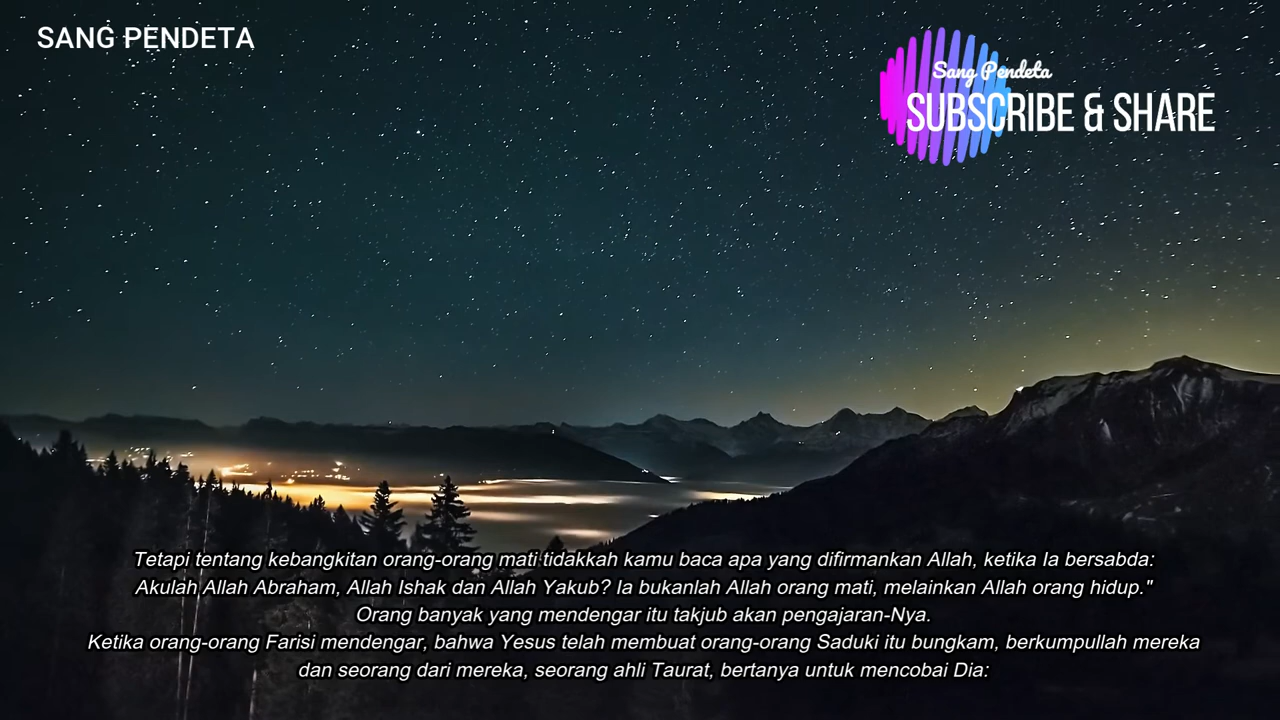 SANG PENDETA
Sang Pendeta
SUBSCRIBE & SHARE
Tetapi tentang kebangkitan orang-orang mati tidakkah kamu baca apa yang difirmankan Allah, ketika Ia bersabda:
Akulah Allah Abraham, Allah Ishak dan Allah Yakub? Ia bukanlah Allah orang mati, melainkan Allah orang hidup."
Orang banyak yang mendengar itu takjub akan pengajaran-Nya.
Ketika orang-orang Farisi mendengar, bahwa Yesus telah membuat orang-orang Saduki itu bungkam, berkumpullah mereka
dan seorang dari mereka, seorang ahli Taurat, bertanya untuk mencobai Dia: